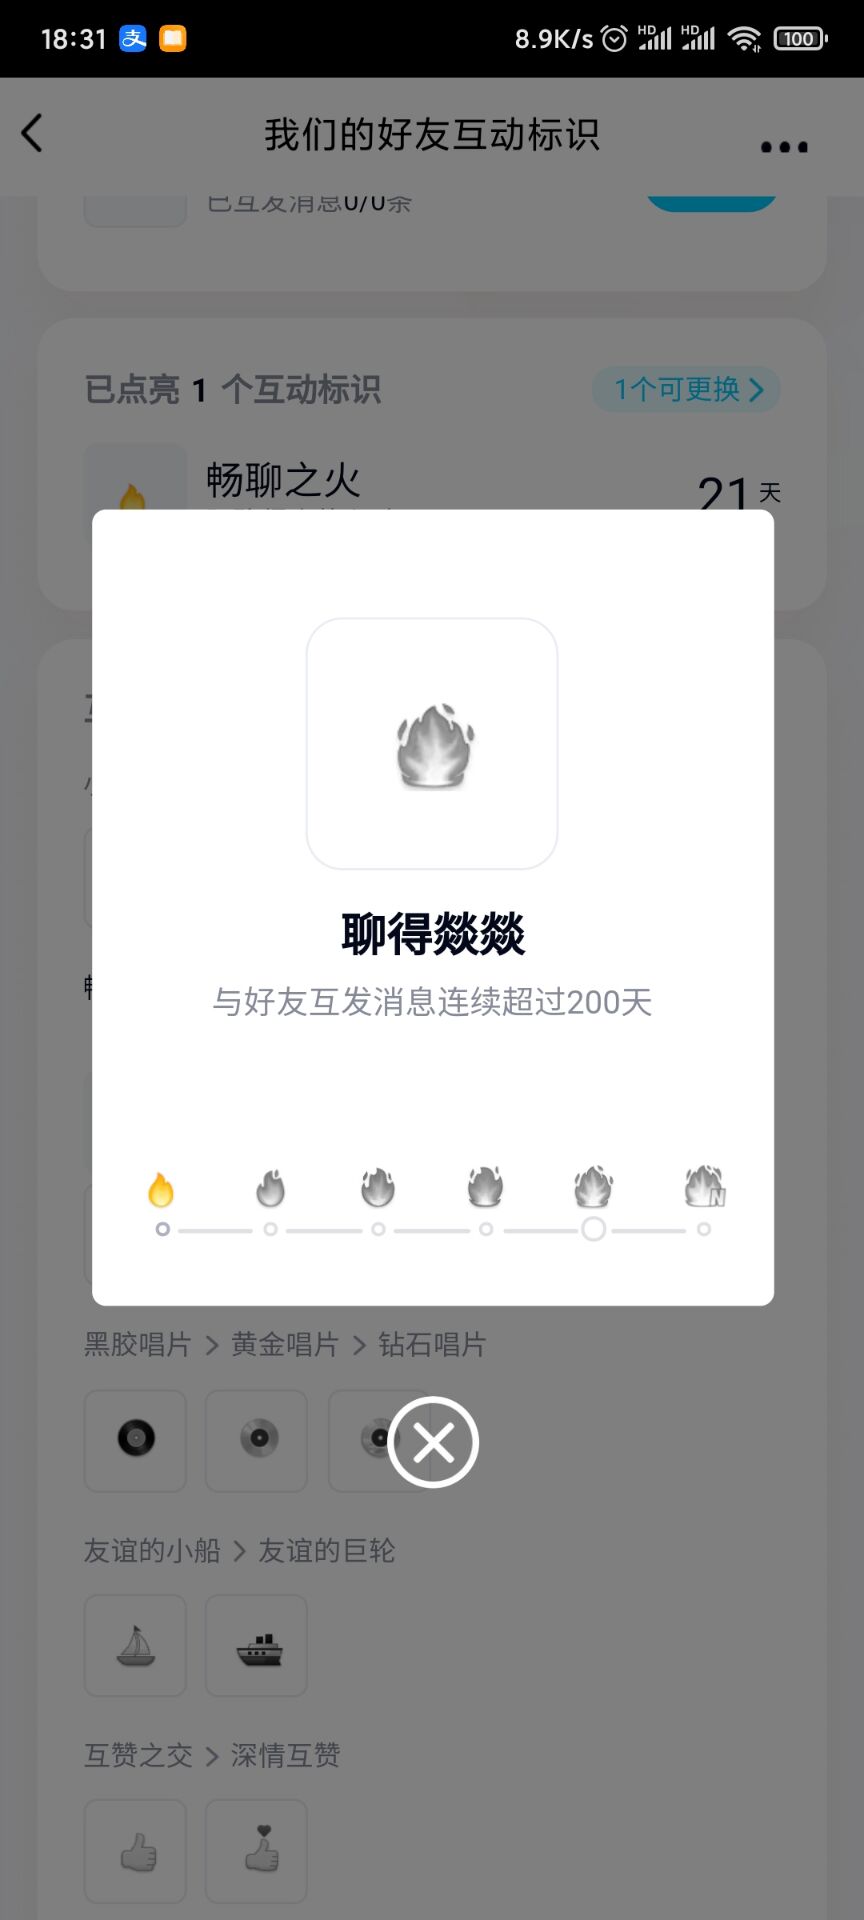 18:31 支 8.9K/s HD HD 100
我们的好友互动标识
已互发消息0/0条
已点亮 1 个互动标识
1个可更换
畅聊之火
21天
聊得燚燚
与好友互发消息连续超过200天
N
黑胶唱片 > 黄金唱片 > 钻石唱片
友谊的小船 > 友谊的巨轮
互赞之交 > 深情互赞